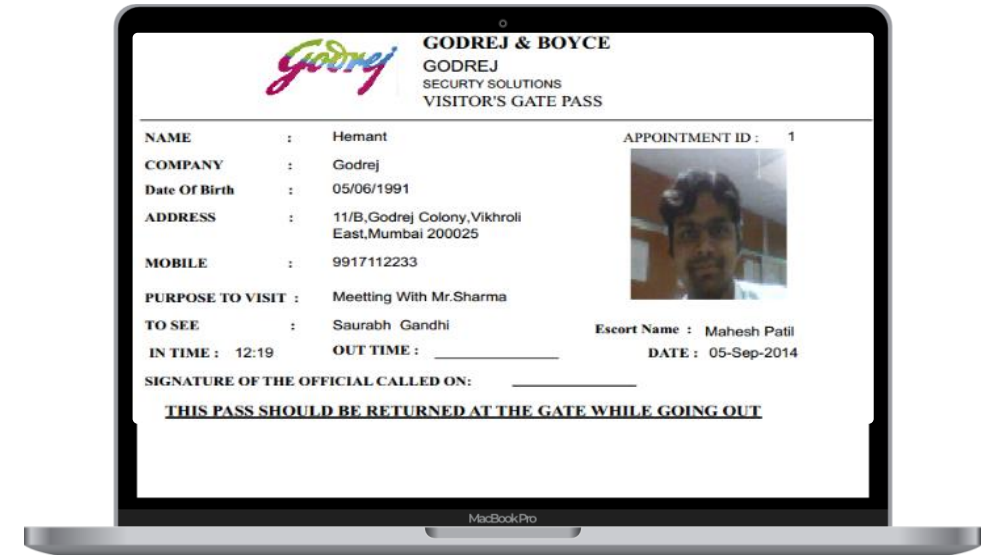 Godrej
GODREJ & BOYCE
GODREJ
SECURTY SOLUTIONS
VISITOR'S GATE PASS
NAME : Hemant APPOINTMENT ID : 1
COMPANY : Godrej
Date Of Birth : 05/06/1991
ADDRESS : 11/B,Godrej Colony,Vikhroli
East,Mumbai 200025
MOBILE : 9917112233
PURPOSE TO VISIT : Meetting With Mr.Sharma
TO SEE : Saurabh Gandhi Escort Name : Mahesh Patil
IN TIME : 12:19 OUT TIME : DATE : 05-Sep-2014
SIGNATURE OF THE OFFICIAL CALLED ON:
THIS PASS SHOULD BE RETURNED AT THE GATE WHILE GOING OUT
MacBook Pro